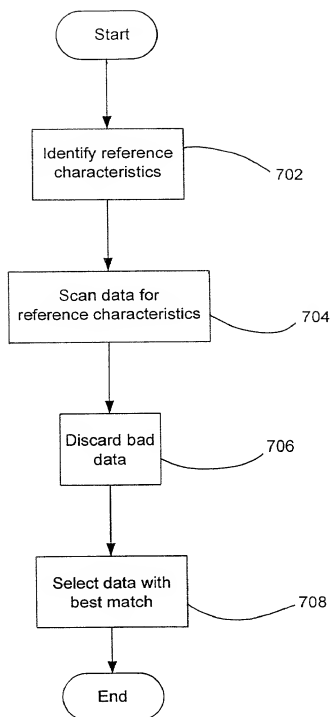 Start
Identify reference
characteristics
702
Scan data for
reference characteristics
704
Discard bad
data
706
Select data with
best match
708
End